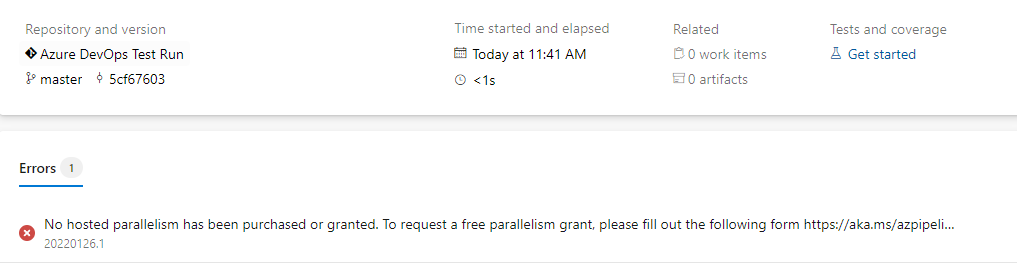 Repository and version
Azure DevOps Test Run
master 5cf67603
Time started and elapsed
Today at 11:41 AM
<1s
Related
0 work items
0 artifacts
Tests and coverage
Get started
Errors 1
No hosted parallelism has been purchased or granted. To request a free parallelism grant, please fill out the following form https://aka.ms/azpipeli...
20220126.1